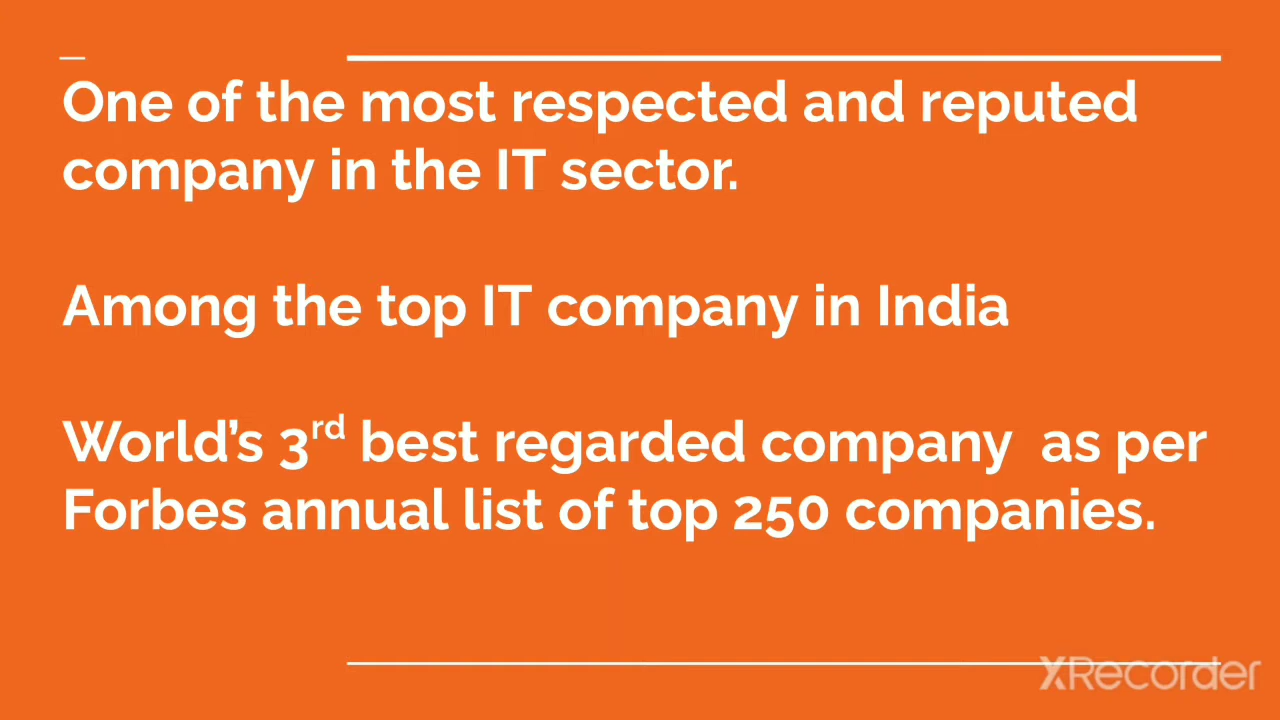 One of the most respected and reputed
company in the IT sector.
Among the top IT company in India
World's 3rd best regarded company as per
Forbes annual list of top 250 companies.
XRecorder